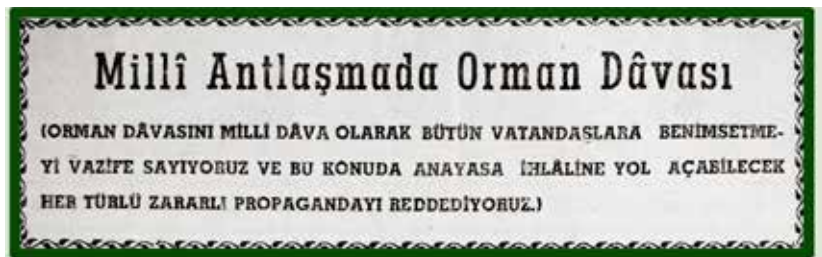 Millî Antlaşmada Orman Dâvası
(ORMAN DÂVASINI MİLLİ DÂVA OLARAK BÜTÜN VATANDAŞLARA BENİMSETME-
Yİ VAZİFE SAYIYORUZ VE BU KONUDA ANAYASA İHLÂLİNE YOL AÇABİLECEK
HER TÜRLÜ ZARARLI PROPAGANDAYI REDDEDİYORUZ.)